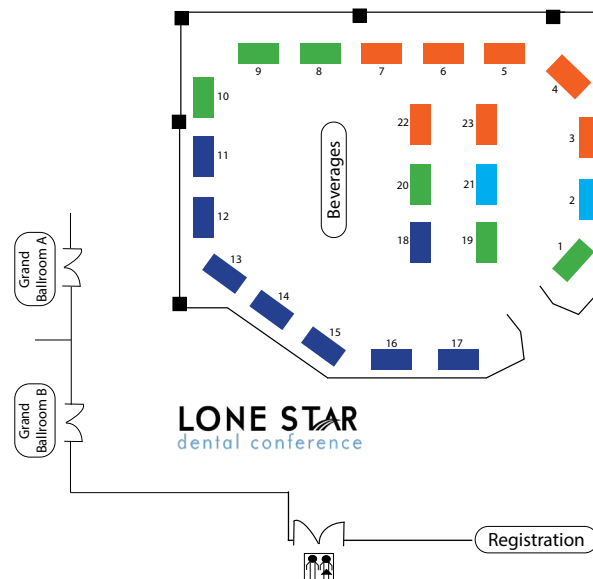 9
8
7
6
5
4
10
22
23
3
11
Beverages
20
21
2
12
18
19
1
Grand
Ballroom A
13
14
15
16
17
Grand
Ballroom B
LONE STAR
dental conference
Registration